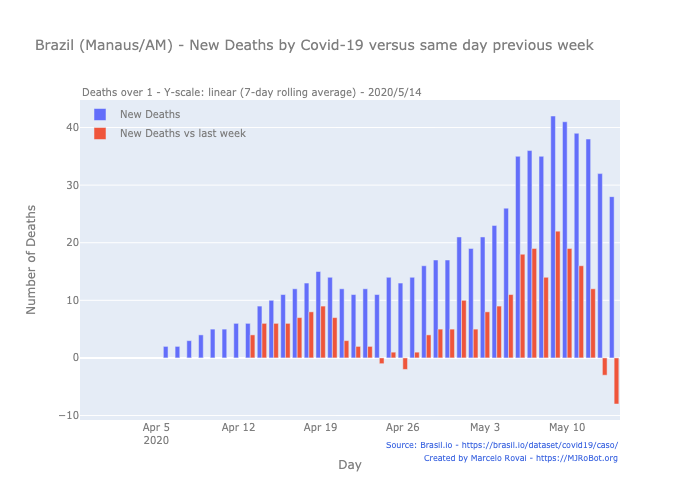 Brazil (Manaus/AM) - New Deaths by Covid-19 versus same day previous week
Deaths over 1 - Y-scale: linear (7-day rolling average) - 2020/5/14
New Deaths
New Deaths vs last week
40
30
20
10
0
−10
Number of Deaths
Apr 5
2020
Apr 12
Apr 19
Apr 26
May 3
May 10
Day
Source: Brasil.io - https://brasil.io/dataset/covid19/caso/
Created by Marcelo Rovai - https://MJRoBot.org